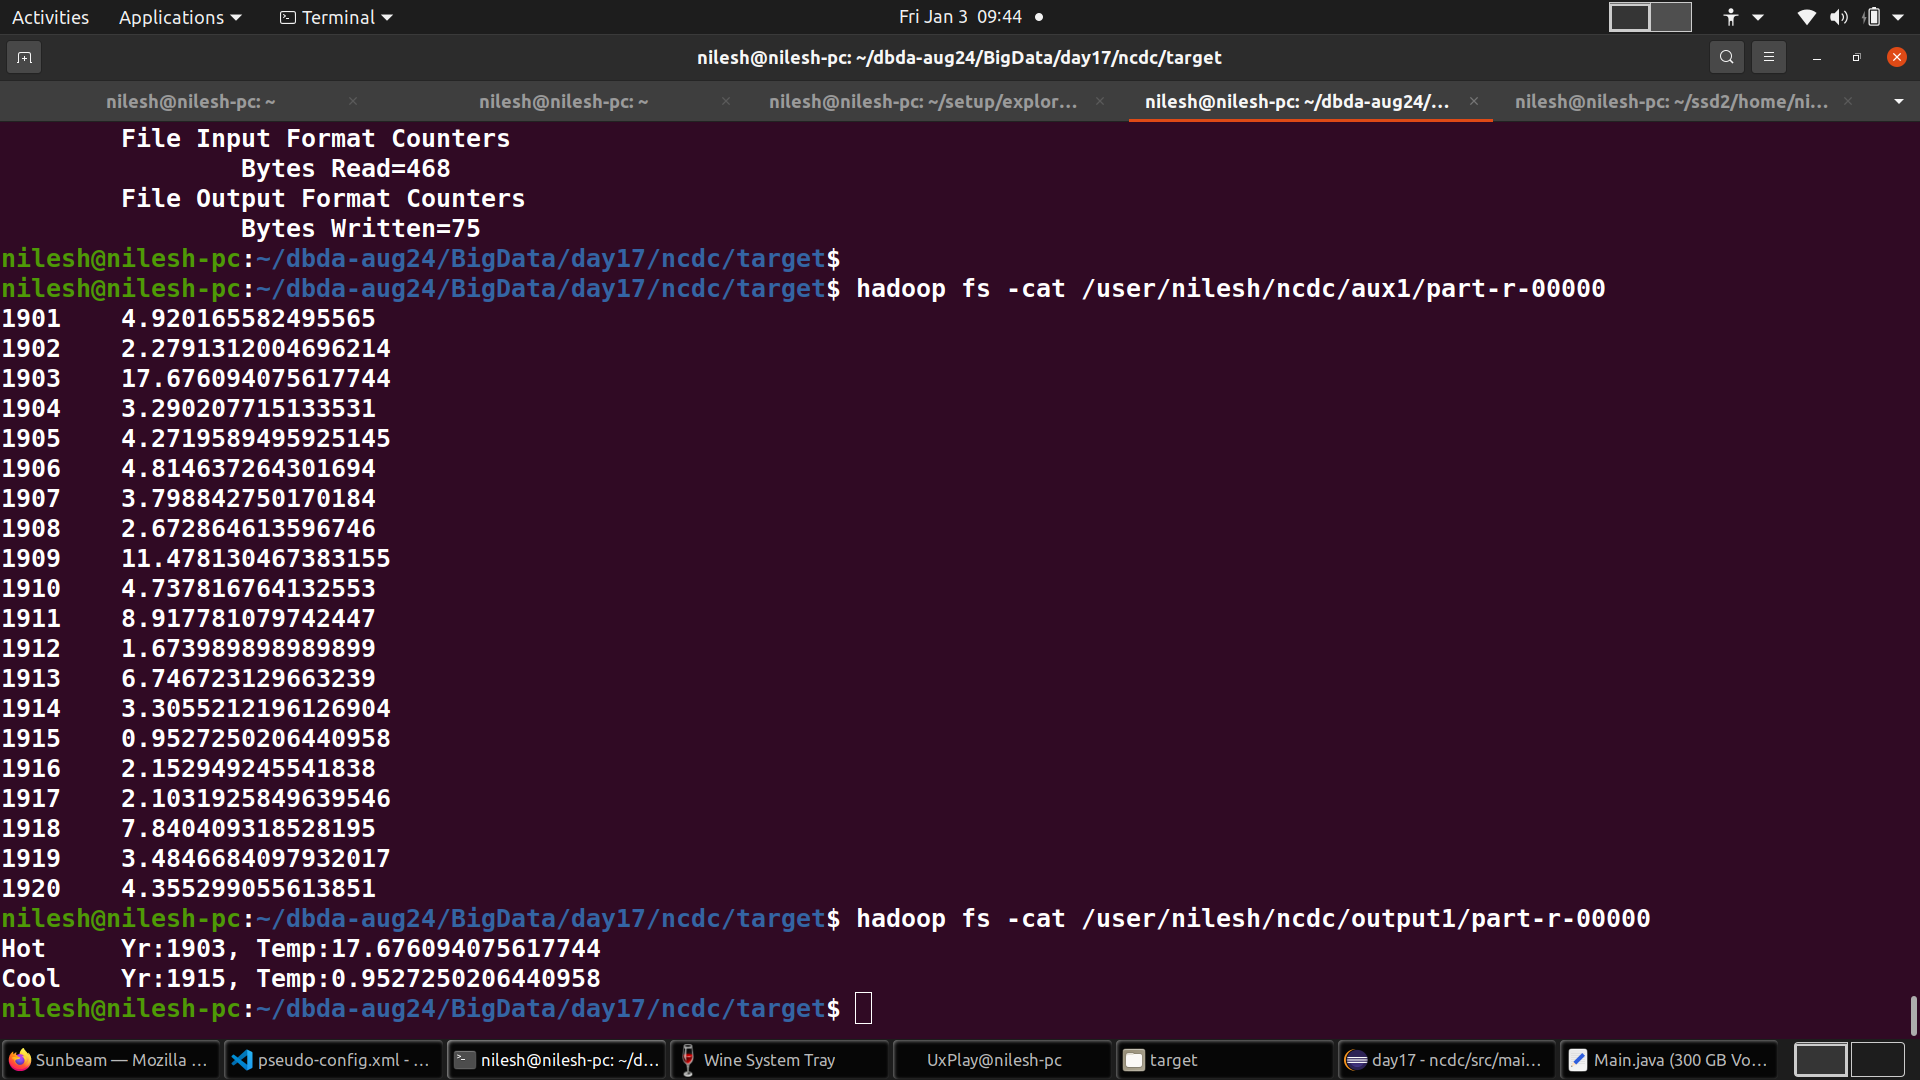 Activities Applications Terminal Fri Jan 3 09:44
nilesh@nilesh-pc: ~/dbda-aug24/BigData/day17/ncdc/target
nilesh@nilesh-pc: ~ × nilesh@nilesh-pc: ~ × nilesh@nilesh-pc: ~/setup/explor... × nilesh@nilesh-pc: ~/dbda-aug24/... × nilesh@nilesh-pc: ~/ssd2/home/ni... ×
File Input Format Counters
Bytes Read=468
File Output Format Counters
Bytes Written=75
nilesh@nilesh-pc:~/dbda-aug24/BigData/day17/ncdc/target$
nilesh@nilesh-pc:~/dbda-aug24/BigData/day17/ncdc/target$ hadoop fs -cat /user/nilesh/ncdc/aux1/part-r-00000
1901 4.920165582495565
1902 2.2791312004696214
1903 17.676094075617744
1904 3.290207715133531
1905 4.2719589495925145
1906 4.814637264301694
1907 3.798842750170184
1908 2.672864613596746
1909 11.478130467383155
1910 4.737816764132553
1911 8.917781079742447
1912 1.673989898989899
1913 6.746723129663239
1914 3.3055212196126904
1915 0.9527250206440958
1916 2.152949245541838
1917 2.1031925849639546
1918 7.840409318528195
1919 3.4846684097932017
1920 4.355299055613851
nilesh@nilesh-pc:~/dbda-aug24/BigData/day17/ncdc/target$ hadoop fs -cat /user/nilesh/ncdc/output1/part-r-00000
Hot Yr:1903, Temp:17.676094075617744
Cool Yr:1915, Temp:0.9527250206440958
nilesh@nilesh-pc:~/dbda-aug24/BigData/day17/ncdc/target$
Sunbeam — Mozilla ... pseudo-config.xml - ... nilesh@nilesh-pc: ~/d... Wine System Tray UxPlay@nilesh-pc target day17 - ncdc/src/mai... Main.java (300 GB Vo...